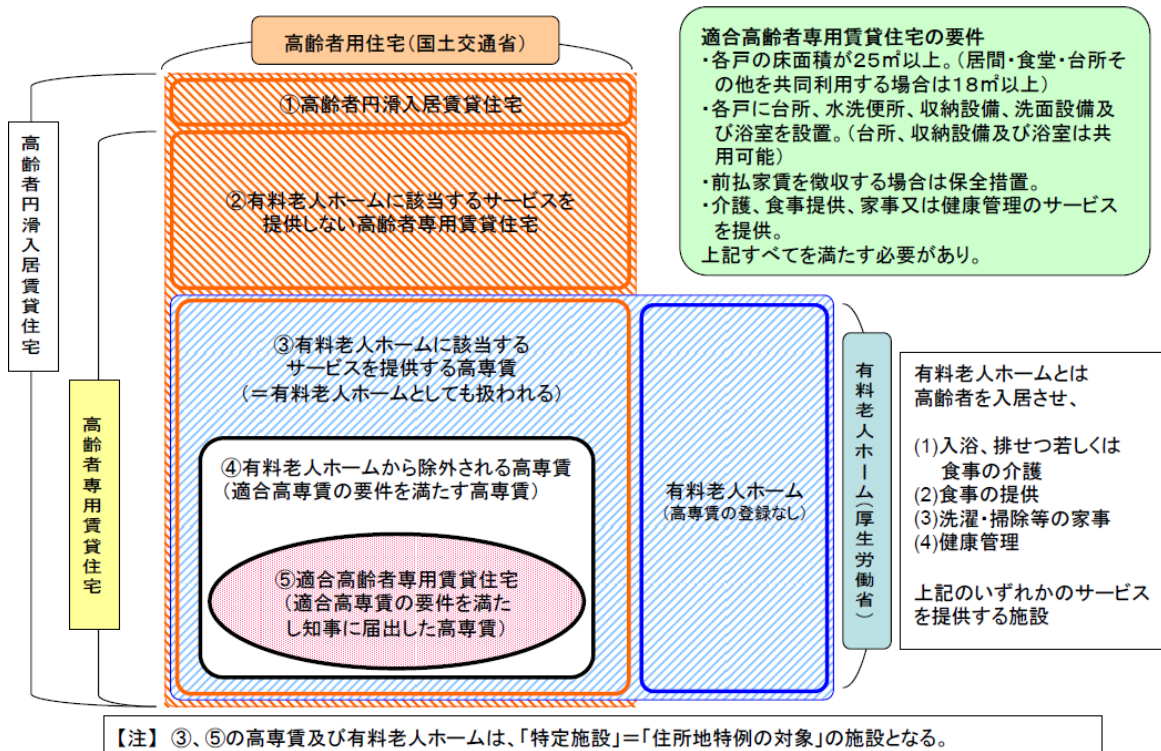 高齢者用住宅(国土交通省)
適合高齢者専用賃貸住宅の要件
・各戸の床面積が25㎡以上。(居間・食堂・台所そ
の他を共同利用する場合は18㎡以上)
・各戸に台所、水洗便所、収納設備、洗面設備及
び浴室を設置。(台所、収納設備及び浴室は共
用可能)
・前払家賃を徴収する場合は保全措置。
・介護、食事提供、家事又は健康管理のサービス
を提供。
上記すべてを満たす必要があり。
高齢者円滑入居賃貸住宅
高齢者専用賃貸住宅
①高齢者円滑入居賃貸住宅
②有料老人ホームに該当するサービスを
提供しない高齢者専用賃貸住宅
③有料老人ホームに該当する
サービスを提供する高専賃
(=有料老人ホームとしても扱われる)
④有料老人ホームから除外される高専賃
(適合高専賃の要件を満たす高専賃)
⑤適合高齢者専用賃貸住宅
(適合高専賃の要件を満た
し知事に届出した高専賃)
有料老人ホーム
(高専賃の登録なし)
有料老人ホーム(厚生労働省)
有料老人ホームとは
高齢者を入居させ、
(1)入浴、排せつ若しくは
食事の介護
(2)食事の提供
(3)洗濯・掃除等の家事
(4)健康管理
上記のいずれかのサービス
を提供する施設
【注】 ③、⑤の高専賃及び有料老人ホームは、「特定施設」=「住所地特例の対象」の施設となる。